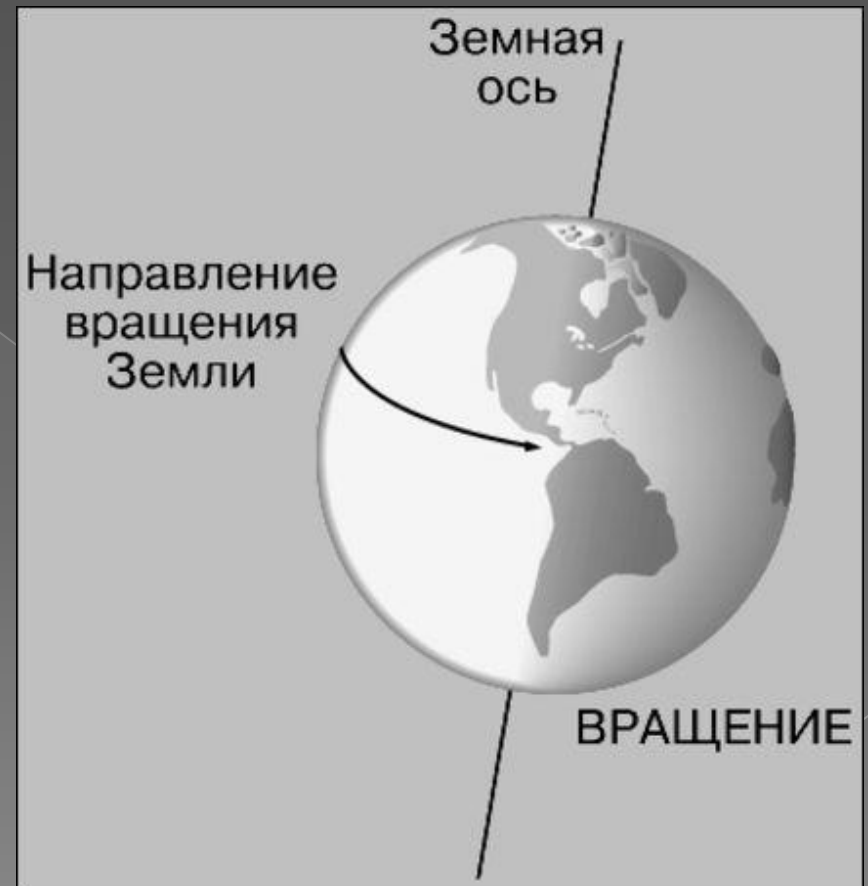 Земная
ось
Направление
вращения
Земли
ВРАЩЕНИЕ